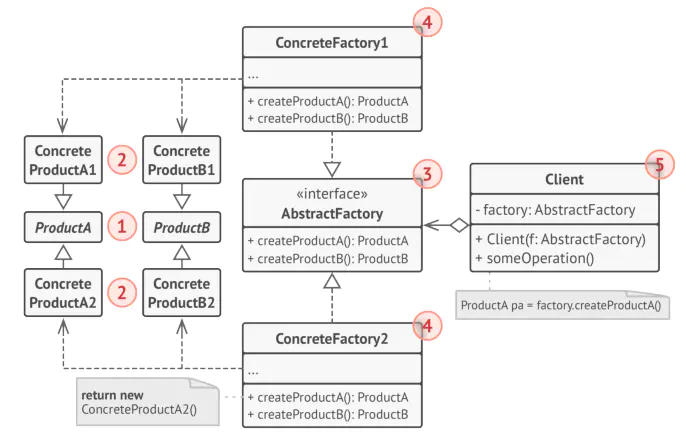 ConcreteFactory1
4
...
+ createProductA(): ProductA
+ createProductB(): ProductB
Concrete
ProductA1
2
Concrete
ProductB1
ProductA
1
ProductB
Concrete
ProductA2
2
Concrete
ProductB2
«interface»
AbstractFactory
3
+ createProductA(): ProductA
+ createProductB(): ProductB
Client
5
- factory: AbstractFactory
+ Client(f: AbstractFactory)
+ someOperation()
ProductA pa = factory.createProductA()
ConcreteFactory2
4
...
+ createProductA(): ProductA
+ createProductB(): ProductB
return new
ConcreteProductA2()